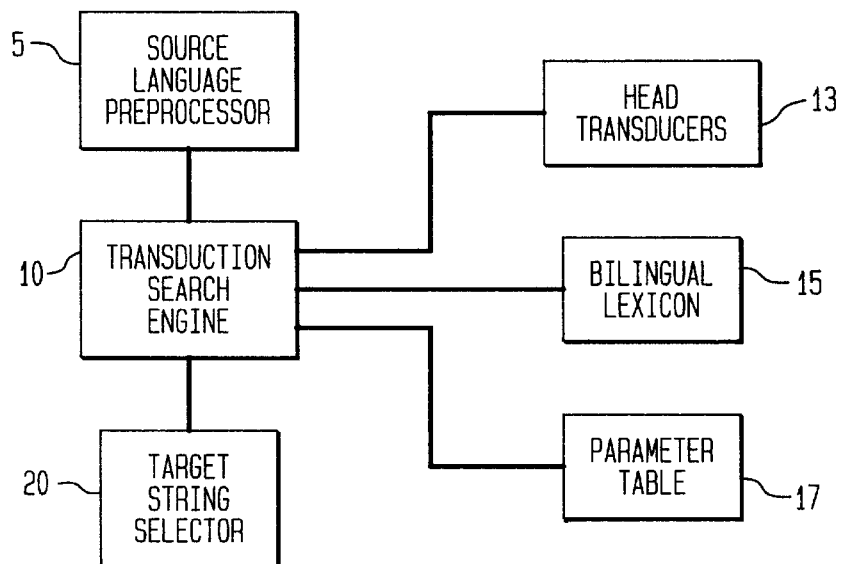 5
SOURCE
LANGUAGE
PREPROCESSOR
HEAD
TRANSDUCERS
13
10
TRANSDUCTION
SEARCH
ENGINE
BILINGUAL
LEXICON
15
20
TARGET
STRING
SELECTOR
PARAMETER
TABLE
17